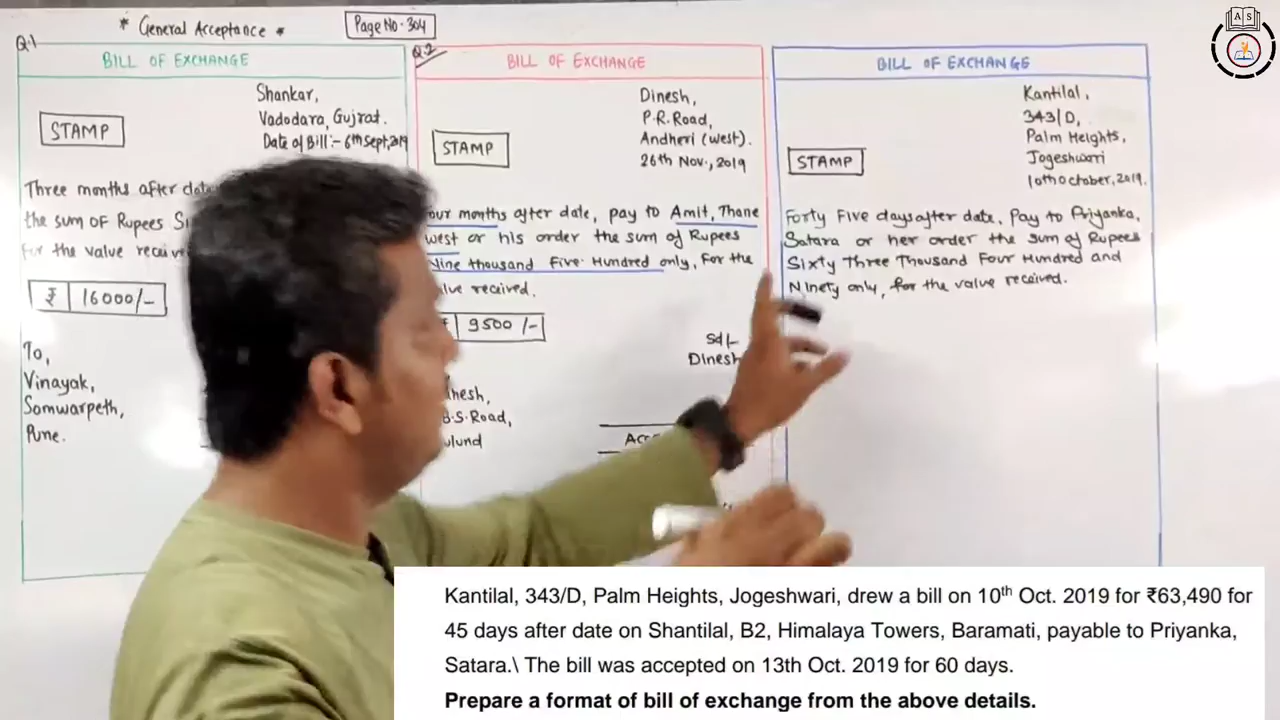 * General Acceptance *
Page No. 304
Q.1
BILL OF EXCHANGE
Shankar,
Vadodara, Gujrat.
Date of Bill:- 6th Sept, 2019
STAMP
Three months after date
the sum of Rupees
for the value
₹ 16000/-
To,
Vinayak,
Somwarpeth,
Pune.
Q.2
BILL OF EXCHANGE
Dinesh,
P.R. Road,
Andheri (west).
26th Nov., 2019
STAMP
months after date, pay to Amit, Thane
west or his order the sum of Rupees
Nine thousand Five Hundred only, for the
received.
9500/-
Sd/-
Dinesh
Road,
BILL OF EXCHANGE
Kantilal,
343/D,
Palm Heights,
Jogeshwari
10th October, 2019.
STAMP
Forty Five days after date, Pay to Priyanka,
Satara or her order the sum of Rupees
Sixty Three Thousand Four Hundred and
Ninety only, for the value received.
AS
Kantilal, 343/D, Palm Heights, Jogeshwari, drew a bill on 10th Oct. 2019 for ₹63,490 for
45 days after date on Shantilal, B2, Himalaya Towers, Baramati, payable to Priyanka,
Satara.\ The bill was accepted on 13th Oct. 2019 for 60 days.
Prepare a format of bill of exchange from the above details.